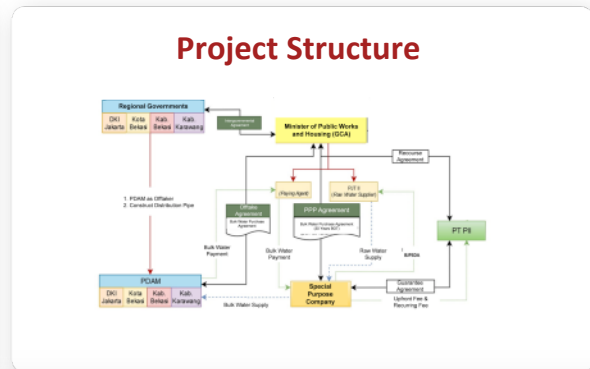 Project Structure
Regional Governments
DKI Jakarta
Kota Bekasi
Kab. Bekasi
Kab. Karawang
Intergovernmental Agreement
Minister of Public Works
and Housing (GCA)
Recourse
Agreement
1. PDAM as Offtaker
2. Construct Distribution Pipe
(Paying Agent)
PJT II
(Raw Water Supplier)
Offtake
Agreement
Bulk Water Purchase
Agreement
PPP Agreement
Bulk Water Purchase Agreement
PT PII
Bulk Water
Payment
Bulk Water
Payment
Raw Water
Supply
PDAM
DKI Jakarta
Kota Bekasi
Kab. Bekasi
Kab. Karawang
Bulk Water Supply
Special
Purpose
Company
Guarantee
Agreement
Upfront Fee &
Recurring Fee